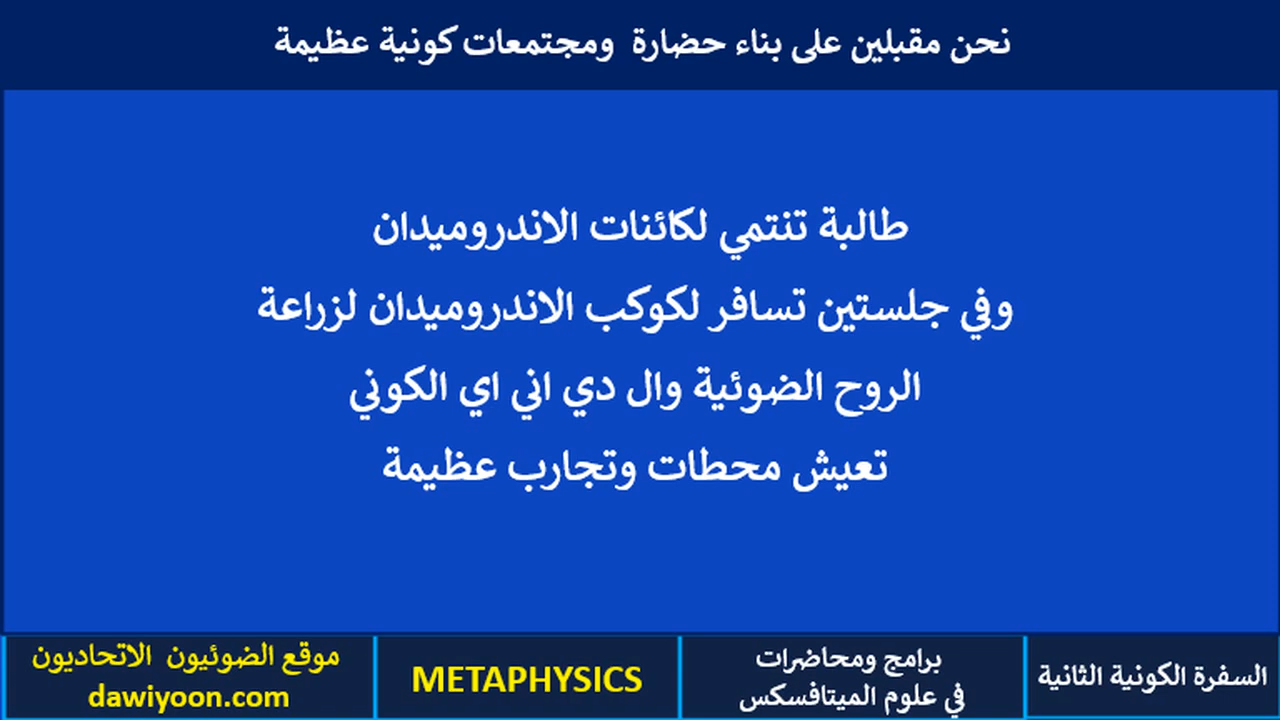 نحن مقبلين على بناء حضارة ومجتمعات كونية عظيمة
طالبة تنتمي لكائنات الاندروميدان
وفي جلستين تسافر لكوكب الاندروميدان لزراعة
الروح الضوئية وال دي اني اي الكوني
تعيش محطات وتجارب عظيمة
السفرة الكونية الثانية
برامج ومحاضرات
في علوم الميتافسكس
METAPHYSICS
موقع الضوئيون الاتحاديون
dawiyoon.com